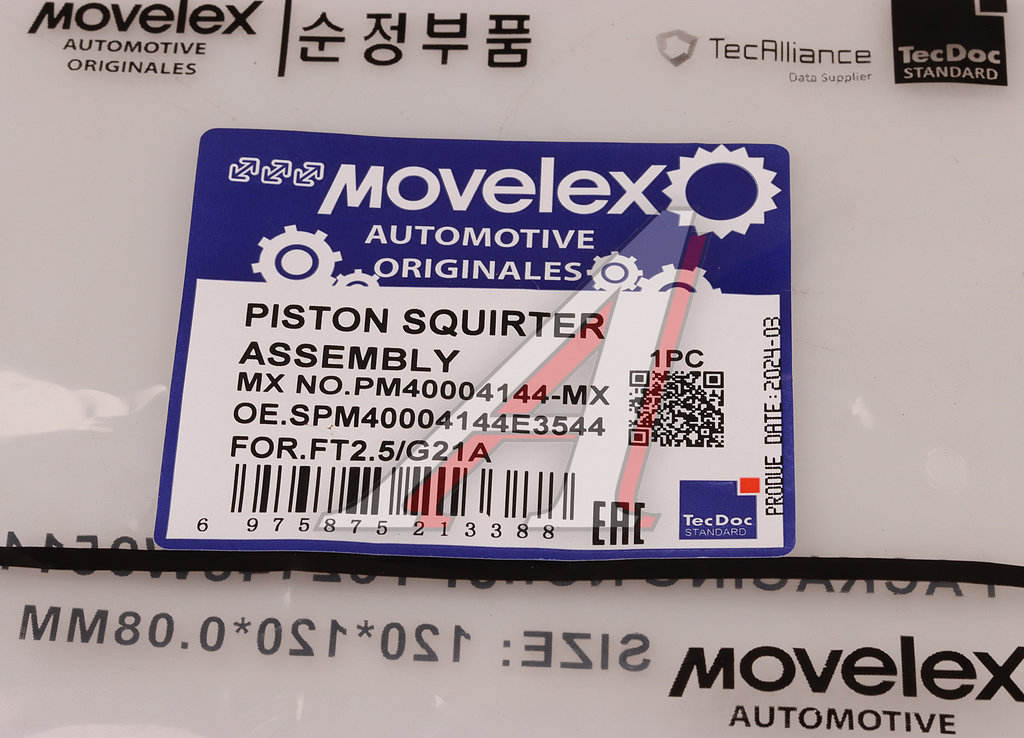 MOVELEX
AUTOMOTIVE
ORIGINALES
순정부품
TecAlliance
Data Supplier
TecDoc
STANDARD
MOVELEX
AUTOMOTIVE
ORIGINALES
PISTON SQUIRTER
ASSEMBLY
1PC
MX NO.PM40004144-MX
OE.SPM40004144E3544
FOR.FT2.5/G21A
6 975875 213388
EAC
TecDoc
STANDARD
PRODUE DATE:2024-03
PACKAGING
SIZE: 120*120*0.08MM
MOVELEX
AUTOMOTIVE